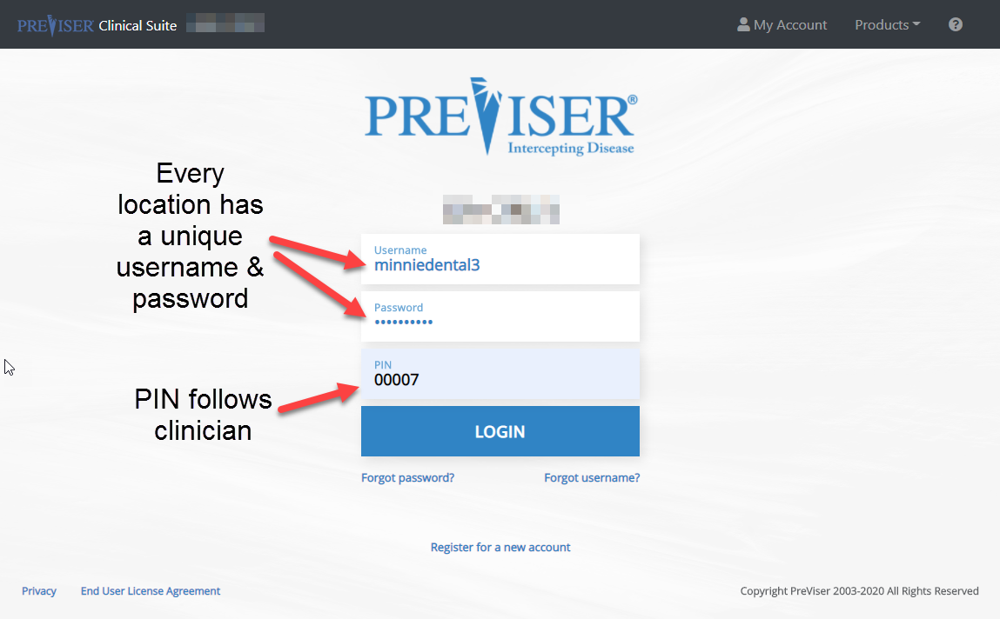 PREVISER Clinical Suite
My Account
Products
?
PREVISER®
Intercepting Disease
Every
location has
a unique
username &
password
Username
minniedental3
Password
••••••••••
PIN
00007
PIN follows
clinician
LOGIN
Forgot password?
Forgot username?
Register for a new account
Privacy
End User License Agreement
Copyright PreViser 2003-2020 All Rights Reserved